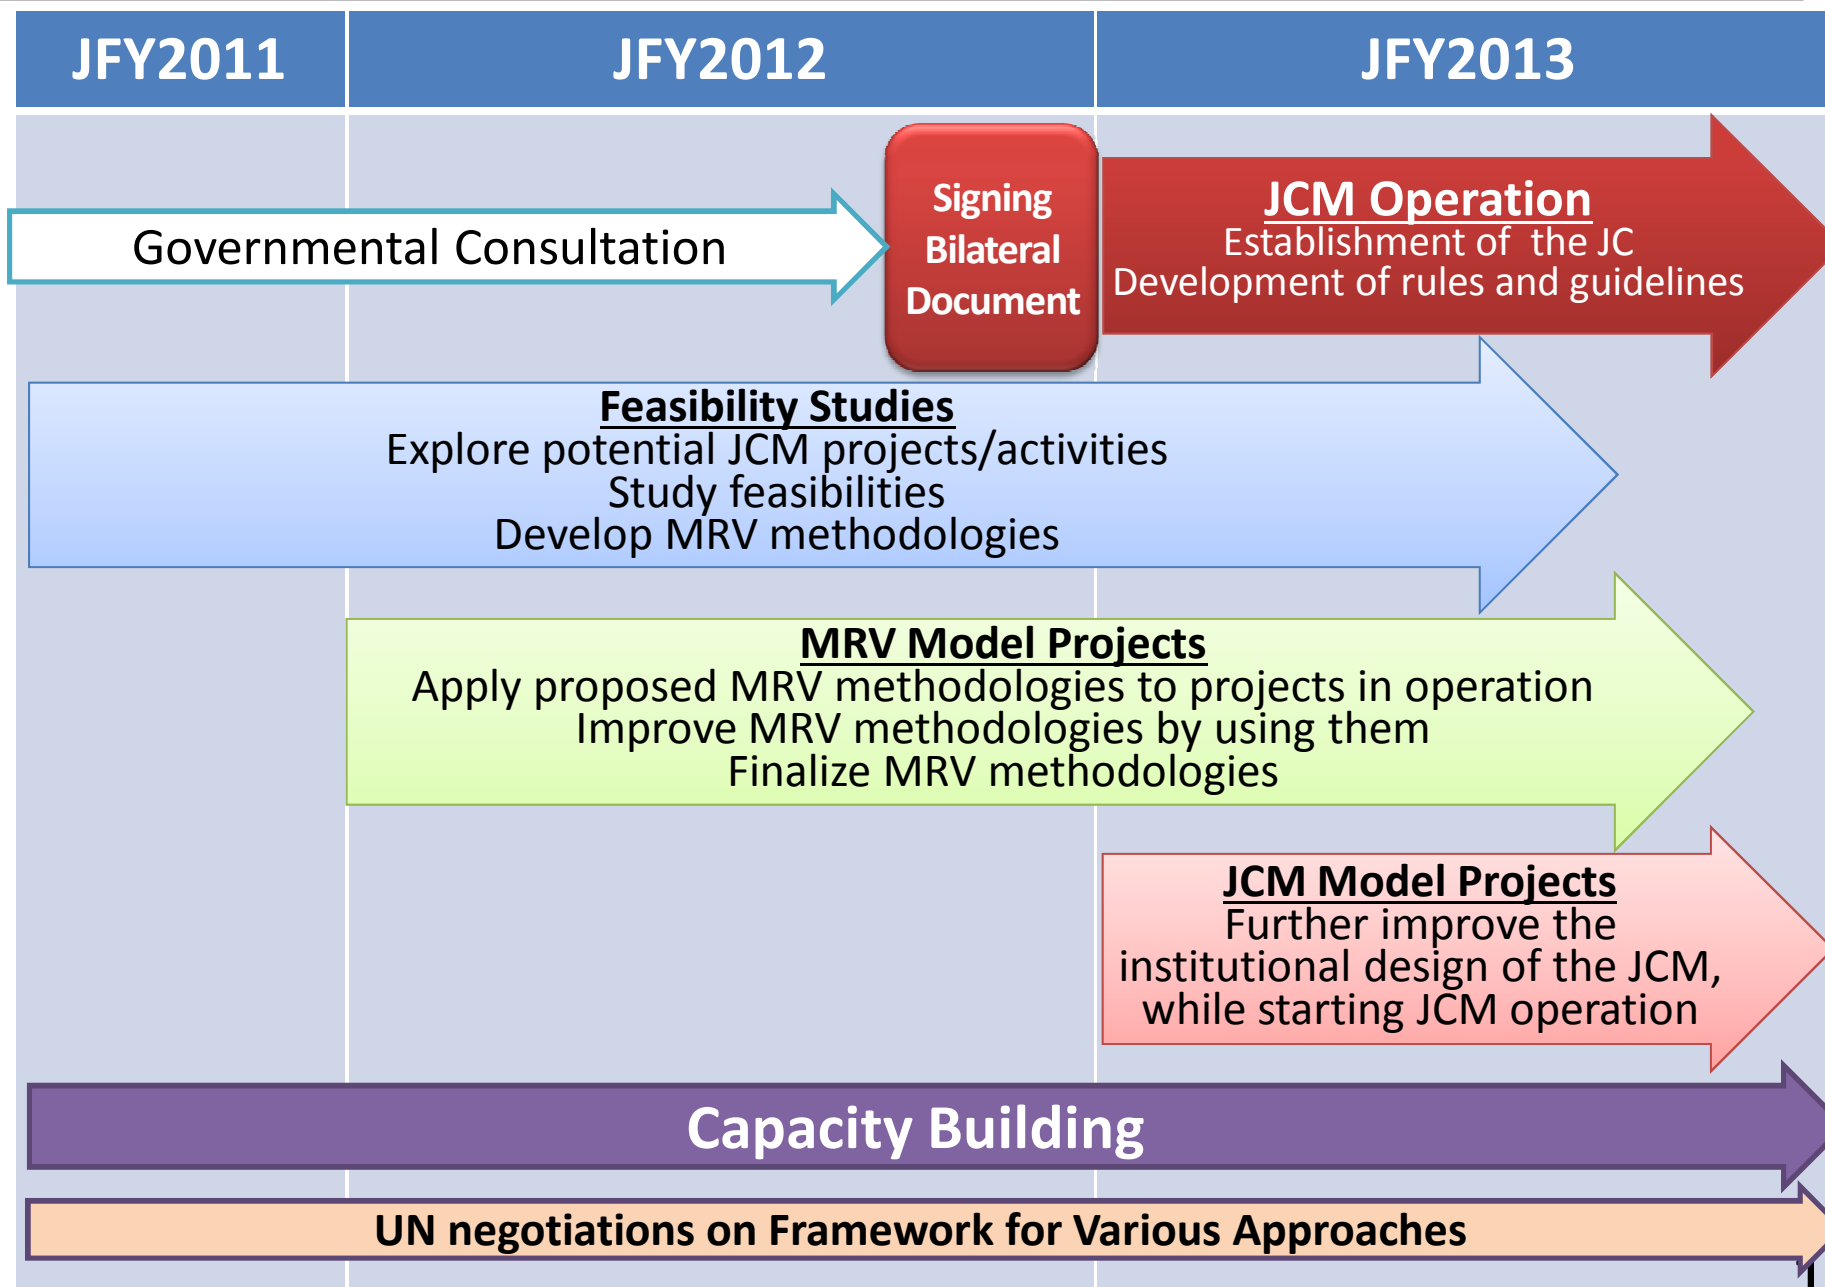 JFY2011
JFY2012
JFY2013
Governmental Consultation
Signing
Bilateral
Document
JCM Operation
Establishment of the JC
Development of rules and guidelines
Feasibility Studies
Explore potential JCM projects/activities
Study feasibilities
Develop MRV methodologies
MRV Model Projects
Apply proposed MRV methodologies to projects in operation
Improve MRV methodologies by using them
Finalize MRV methodologies
JCM Model Projects
Further improve the
institutional design of the JCM,
while starting JCM operation
Capacity Building
UN negotiations on Framework for Various Approaches